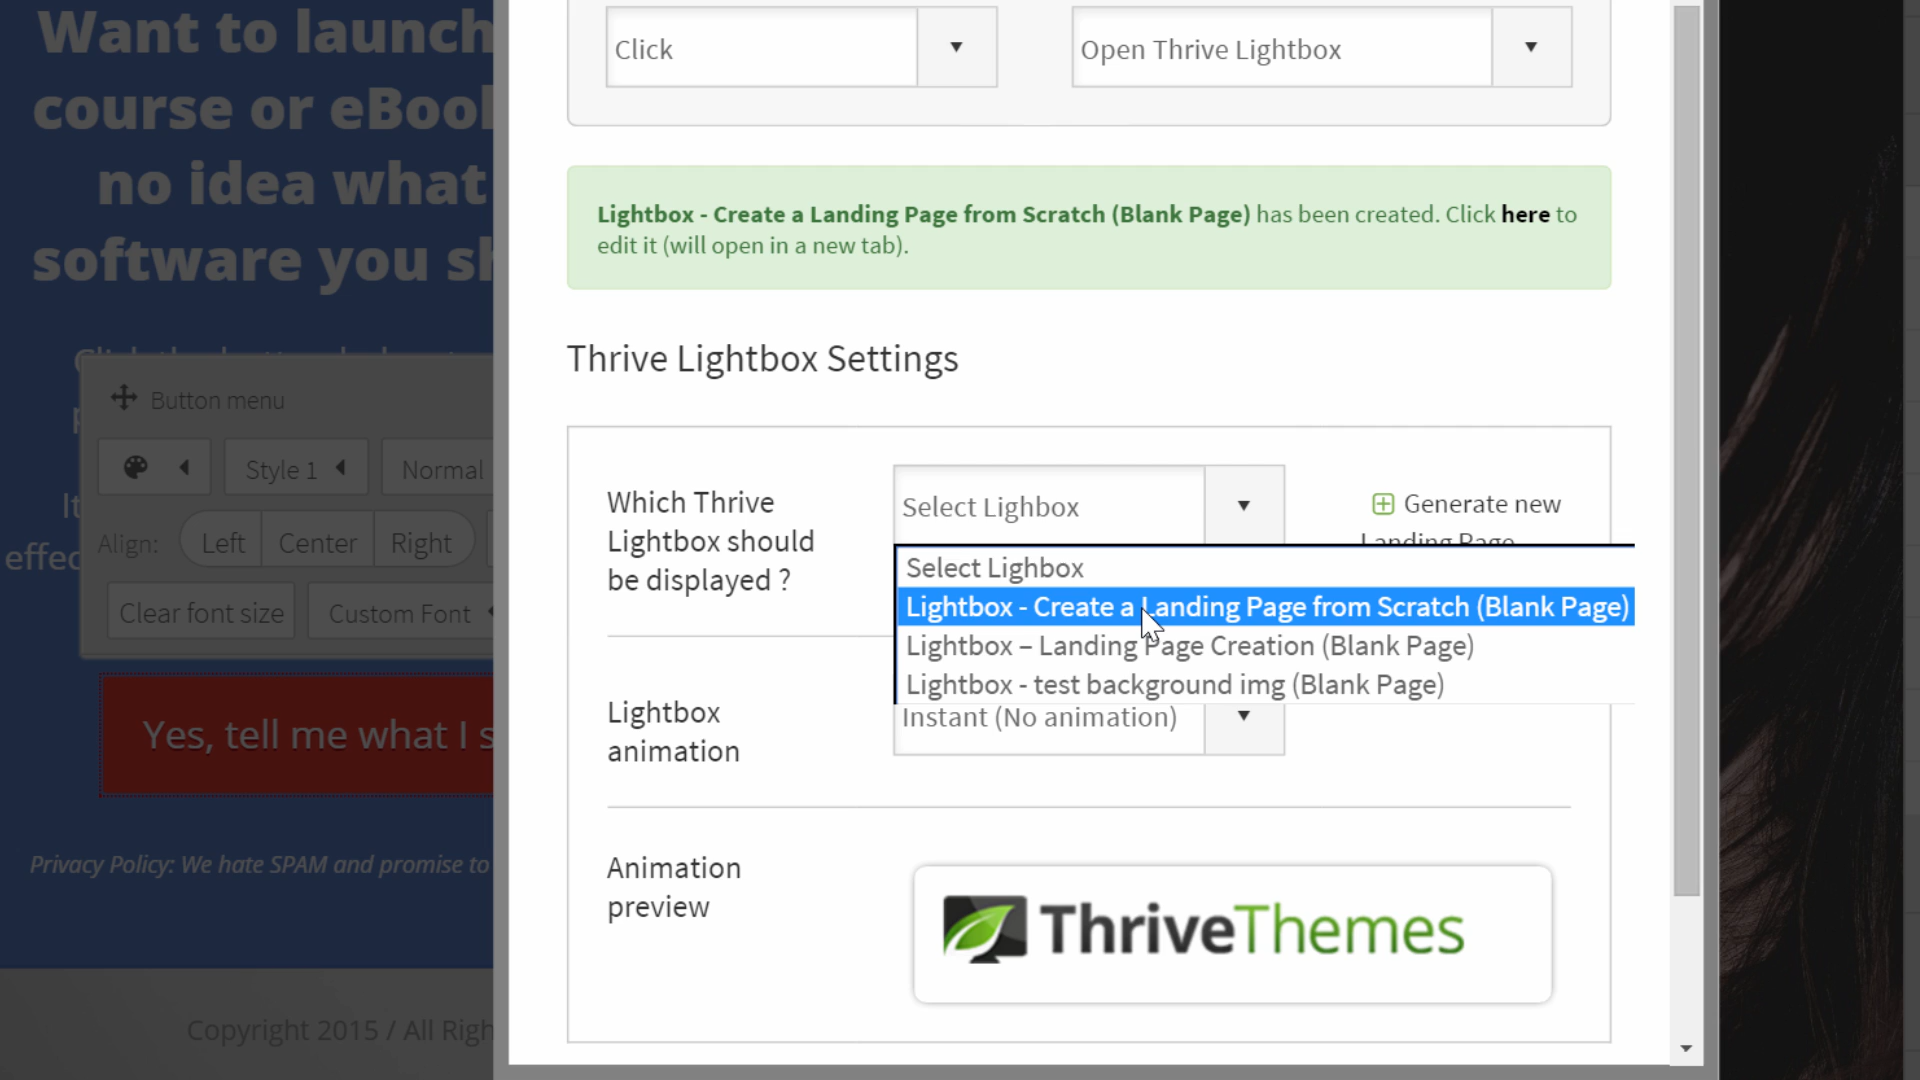 Want to launch
course or eBook
no idea what
software you sh
Button menu
Style 1
Normal
Align:
Left
Center
Right
Clear font size
Custom Font
effec
Yes, tell me what I s
Privacy Policy: We hate SPAM and promise to
Copyright 2015 / All Righ
Click
Open Thrive Lightbox
Lightbox - Create a Landing Page from Scratch (Blank Page) has been created. Click here to
edit it (will open in a new tab).
Thrive Lightbox Settings
Which Thrive
Lightbox should
be displayed ?
Select Lighbox
Generate new
Landing Page
Select Lighbox
Lightbox - Create a Landing Page from Scratch (Blank Page)
Lightbox – Landing Page Creation (Blank Page)
Lightbox - test background img (Blank Page)
Lightbox
animation
Instant (No animation)
Animation
preview
ThriveThemes